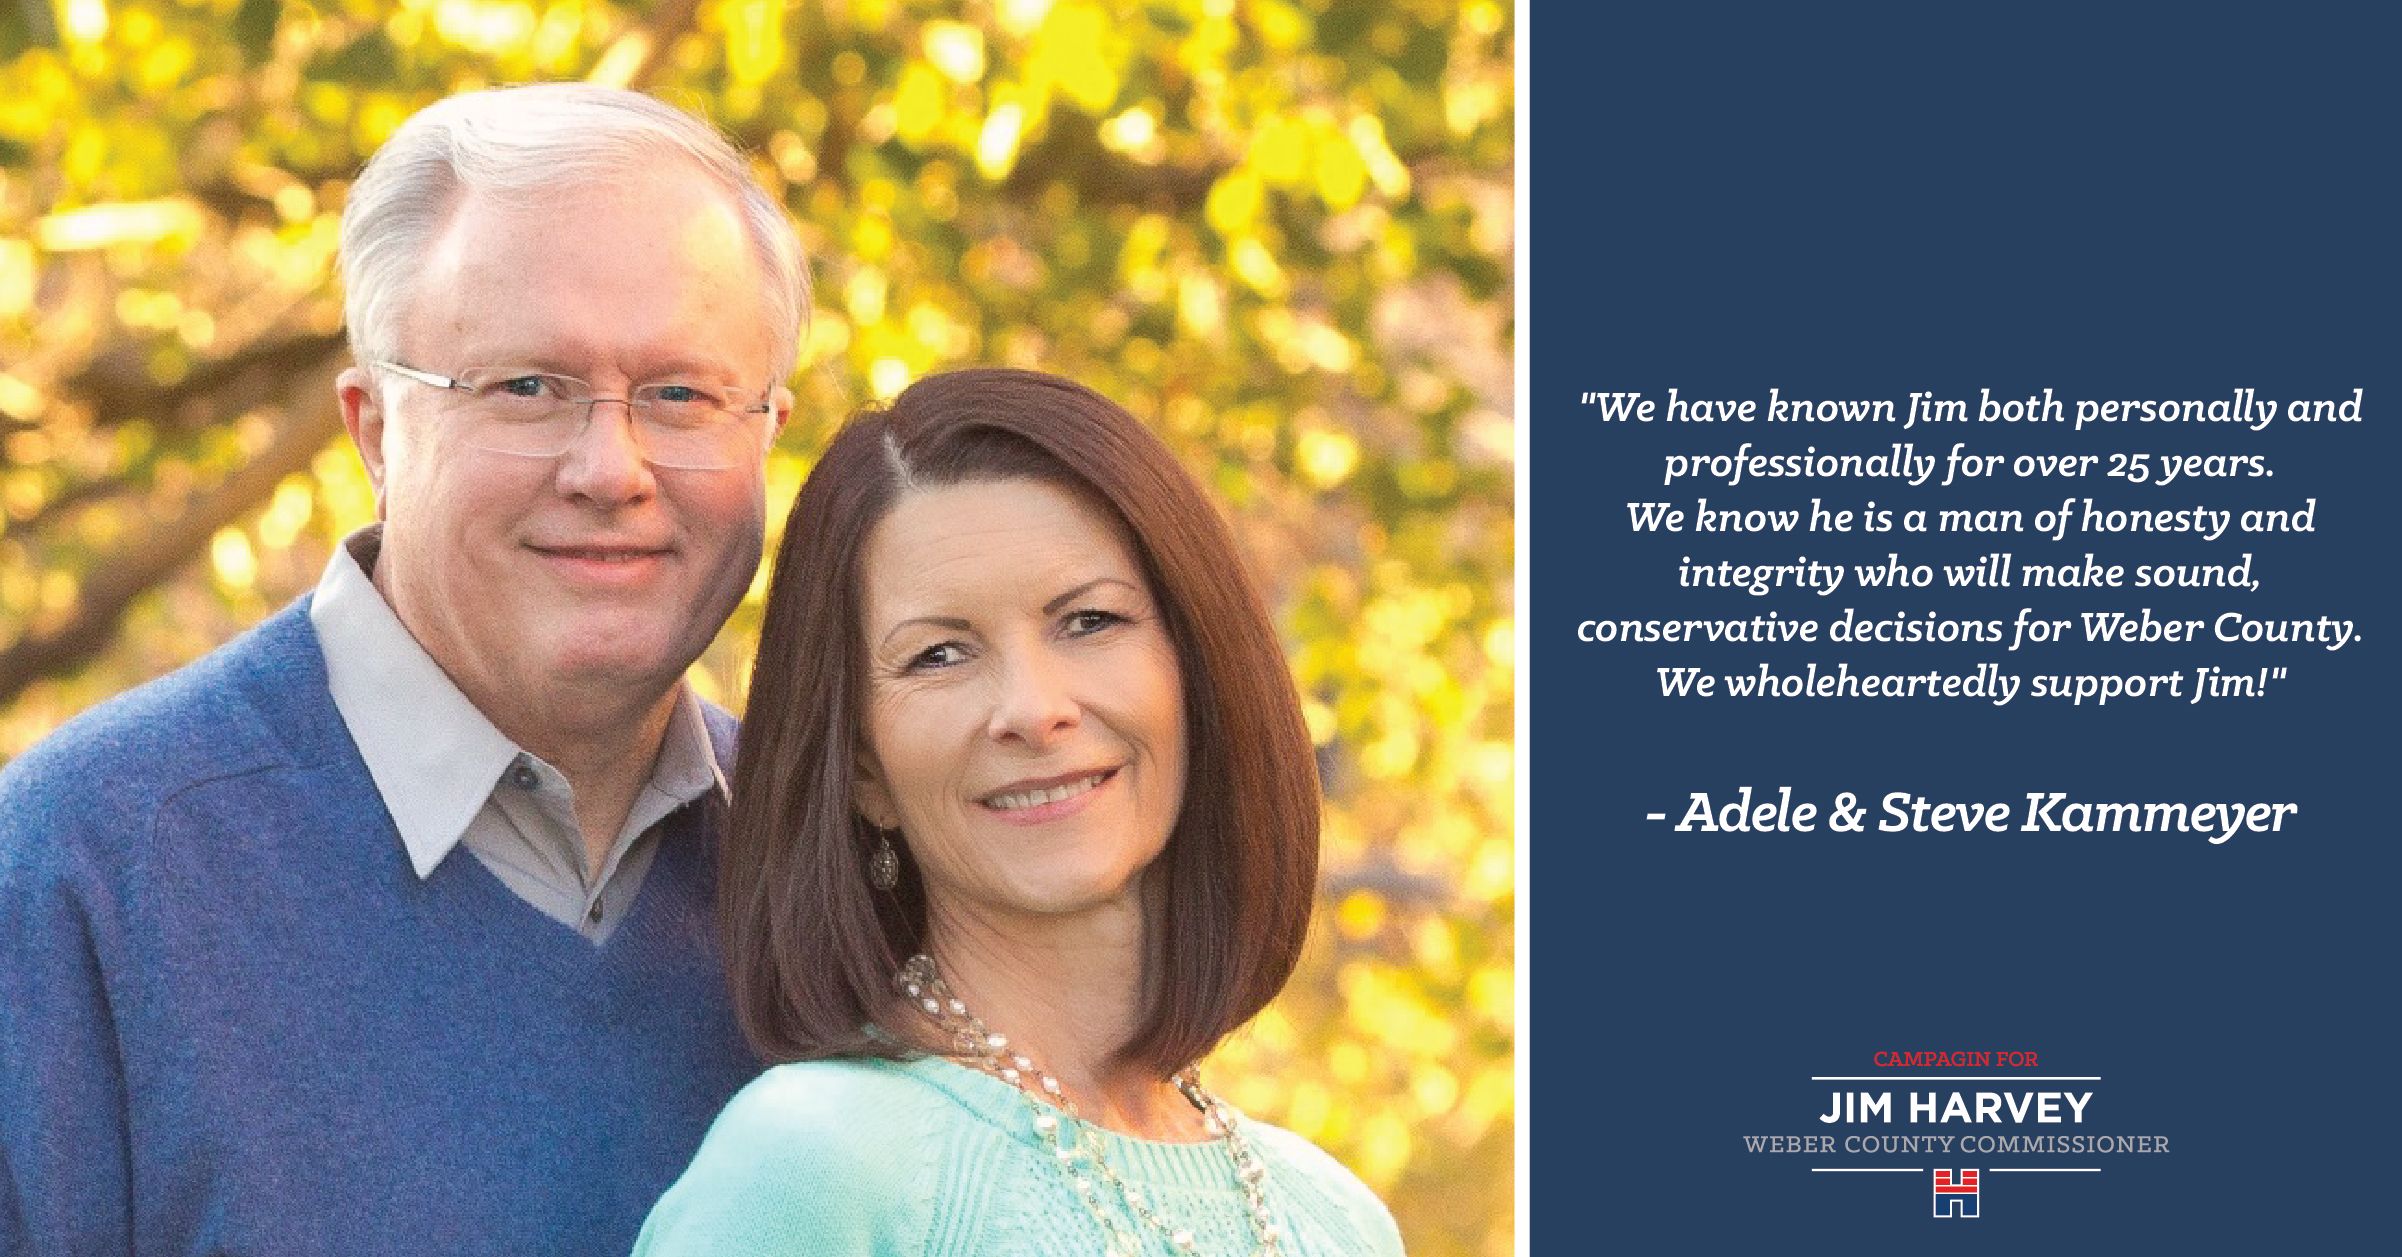 "We have known Jim both personally and
professionally for over 25 years.
We know he is a man of honesty and
integrity who will make sound,
conservative decisions for Weber County.
We wholeheartedly support Jim!"
- Adele & Steve Kammeyer
CAMPAGIN FOR
JIM HARVEY
WEBER COUNTY COMMISSIONER
H